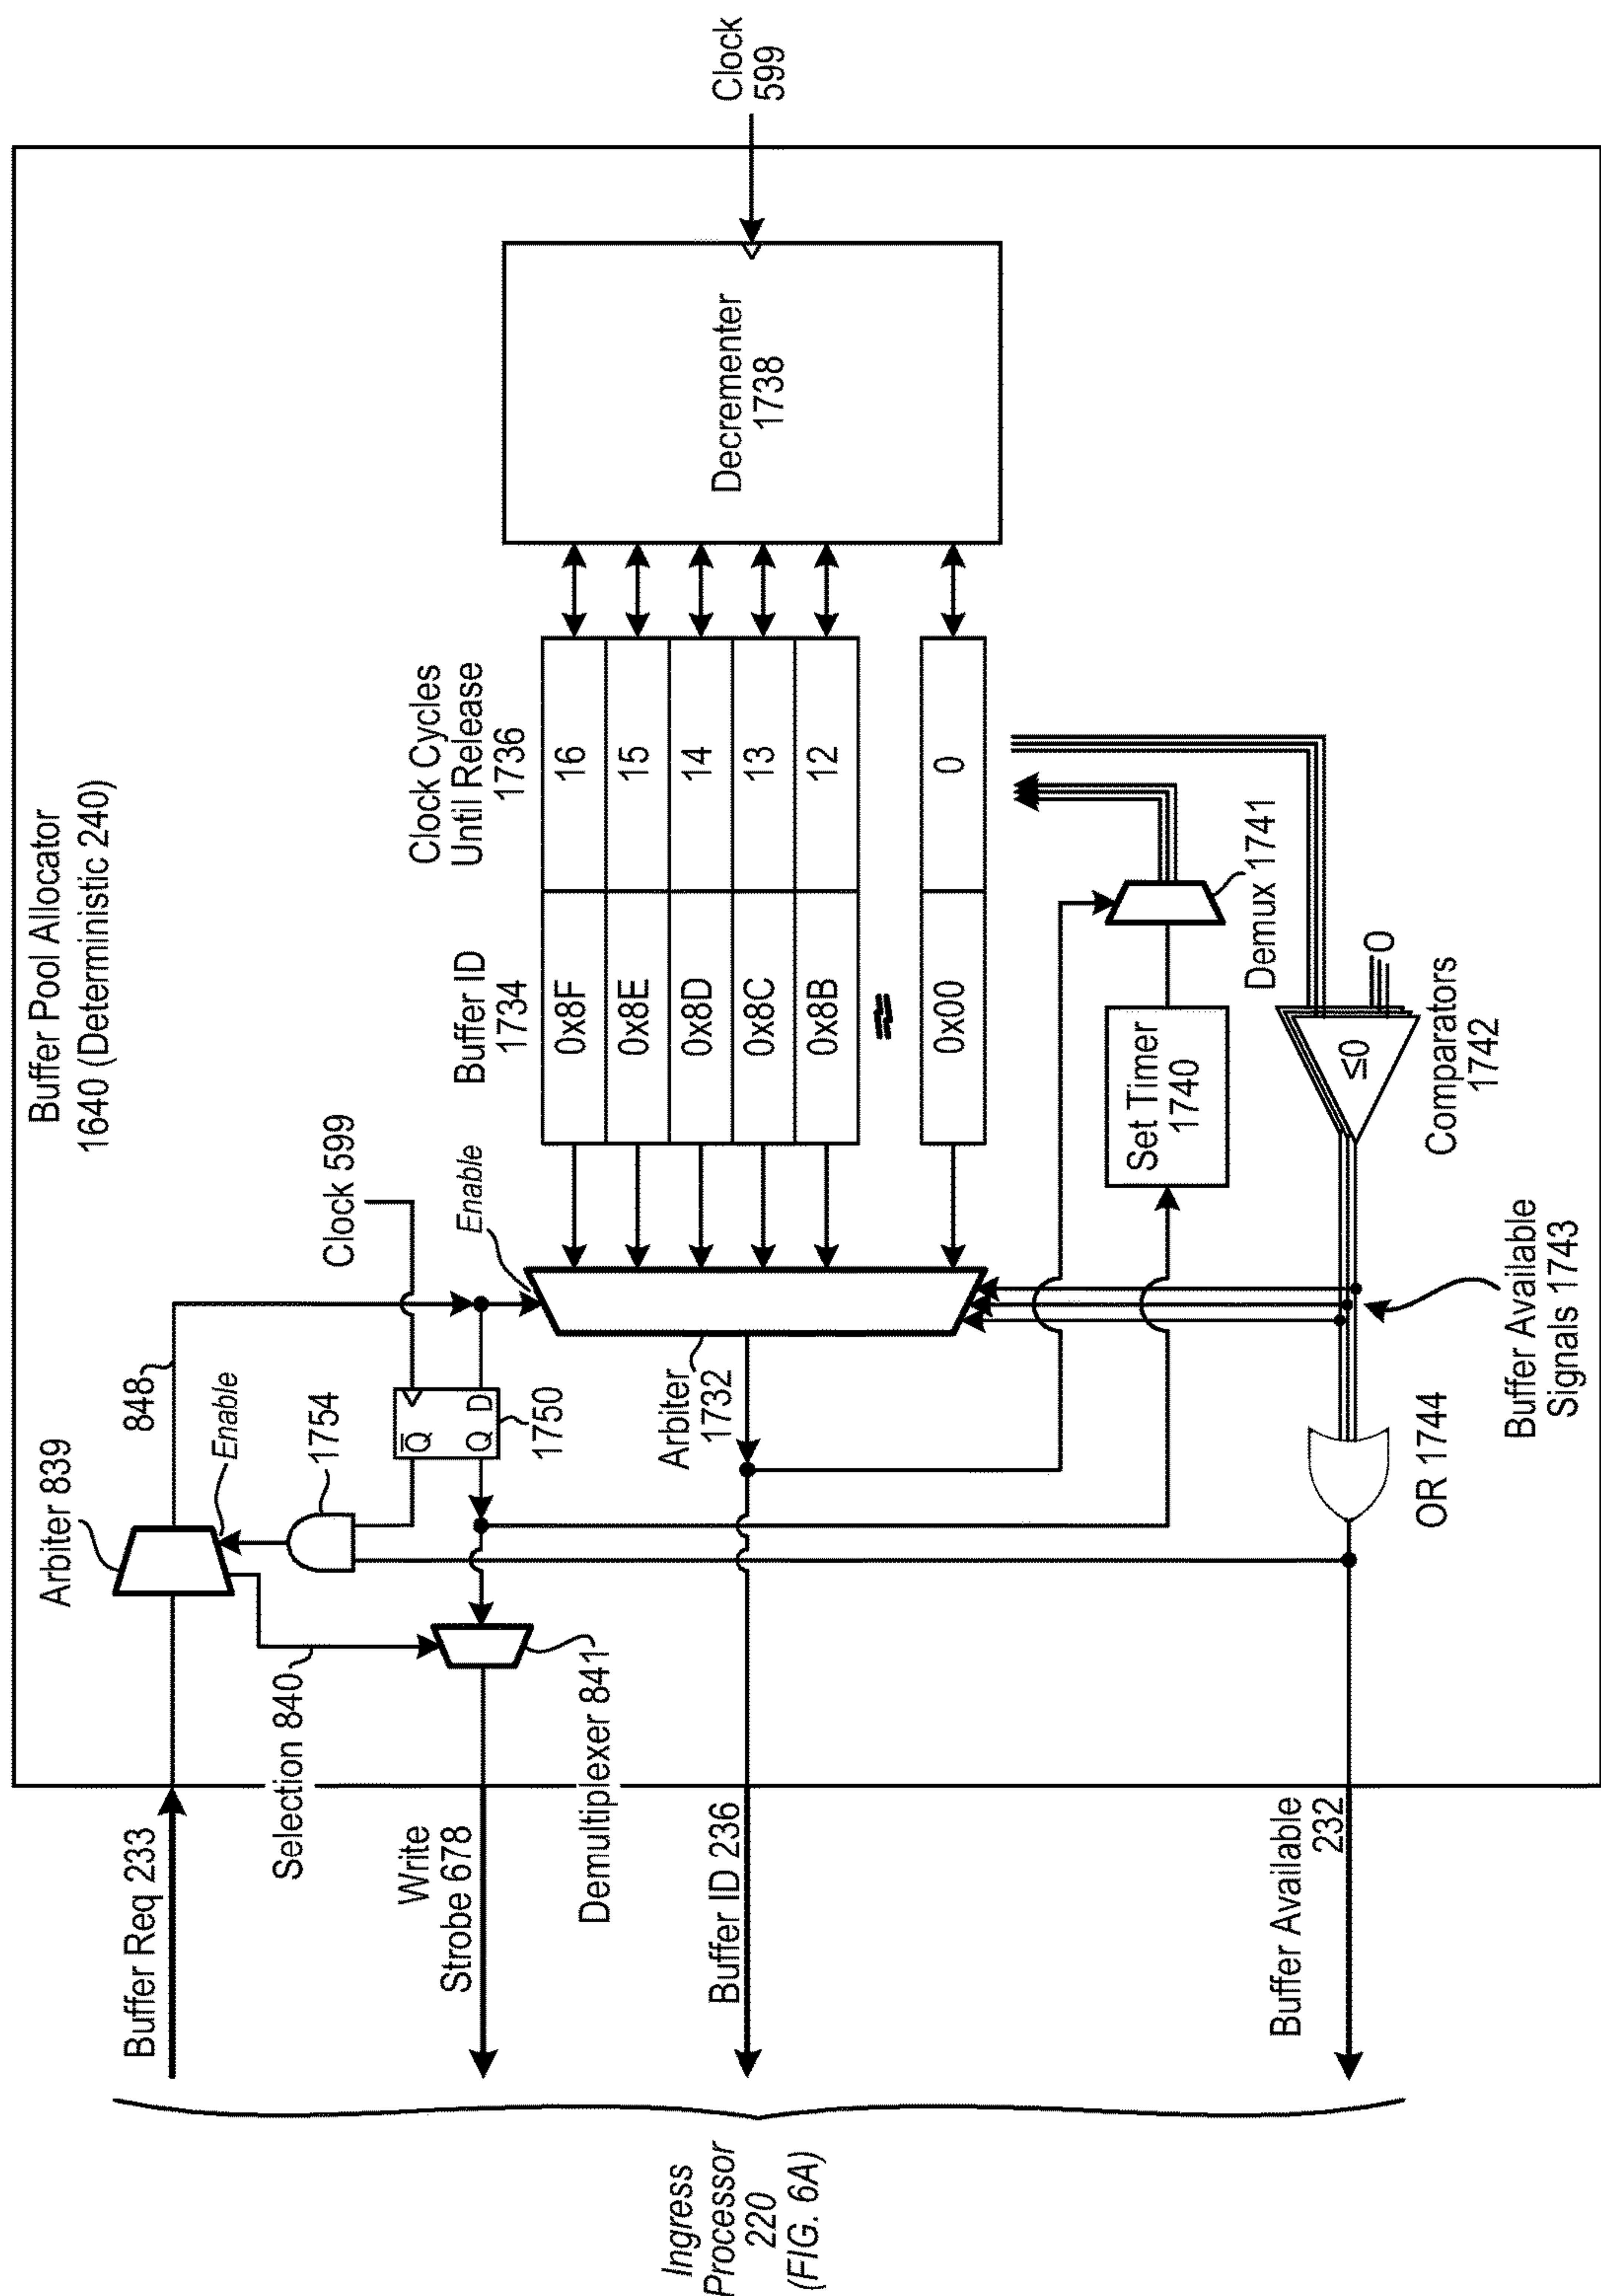 Buffer Pool Allocator
1640 (Deterministic 240)
Clock
599
Decrementer
1738
Clock Cycles
Until Release
1736
Buffer ID
1734
0x8F 16
0x8E 15
0x8D 14
0x8C 13
0x8B 12
0x00 0
Enable
Clock 599
Arbiter 839
848
Enable
1754
Q D
Q
1750
Arbiter
1732
Set Timer
1740
Demux 1741
≤0
0
Comparators
1742
Buffer Available
Signals 1743
OR 1744
Selection 840
Demultiplexer 841
Buffer Req 233
Write
Strobe 678
Buffer ID 236
Buffer Available
232
Ingress
Processor
220
(FIG. 6A)